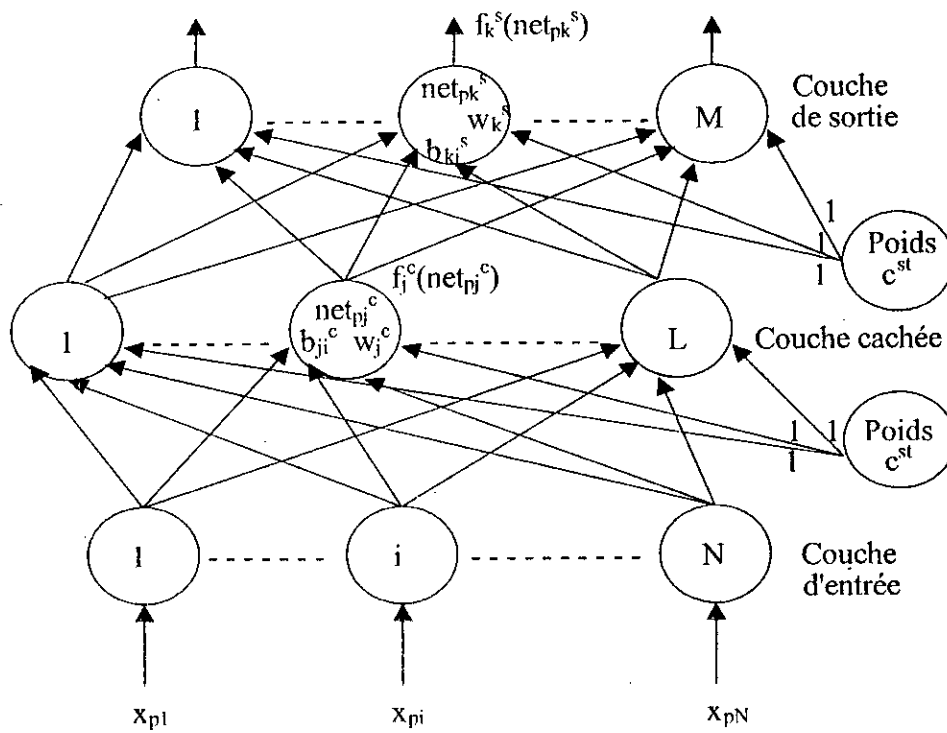 f_k^s(net_pk^s)
1
net_pk^s
w_k^s
b_kj^s
M
Couche
de sortie
1
1
1
Poids
c^st
f_j^c(net_pj^c)
1
net_pj^c
b_ji^c w_j^c
L
Couche cachée
1 1
1
Poids
c^st
1
i
N
Couche
d'entrée
x_p1
x_pi
x_pN